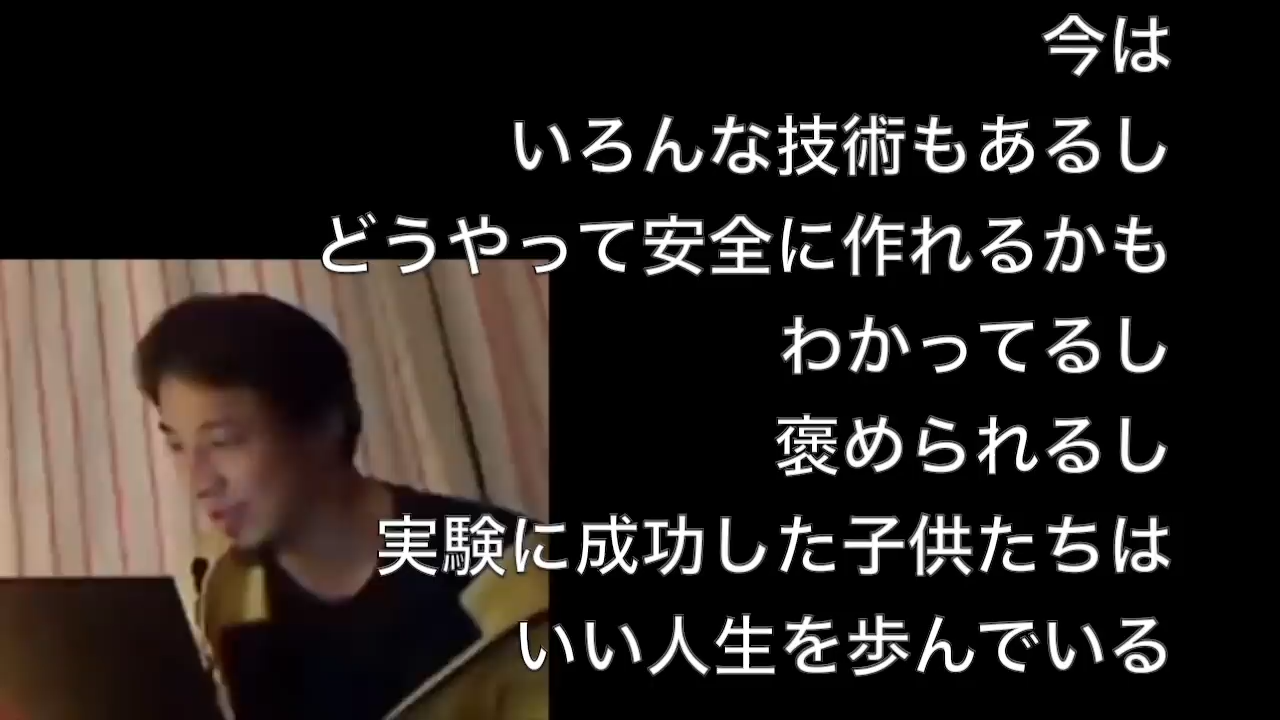 今は
いろんな技術もあるし
どうやって安全に作れるかも
わかってるし
褒められるし
実験に成功した子供たちは
いい人生を歩んでいる